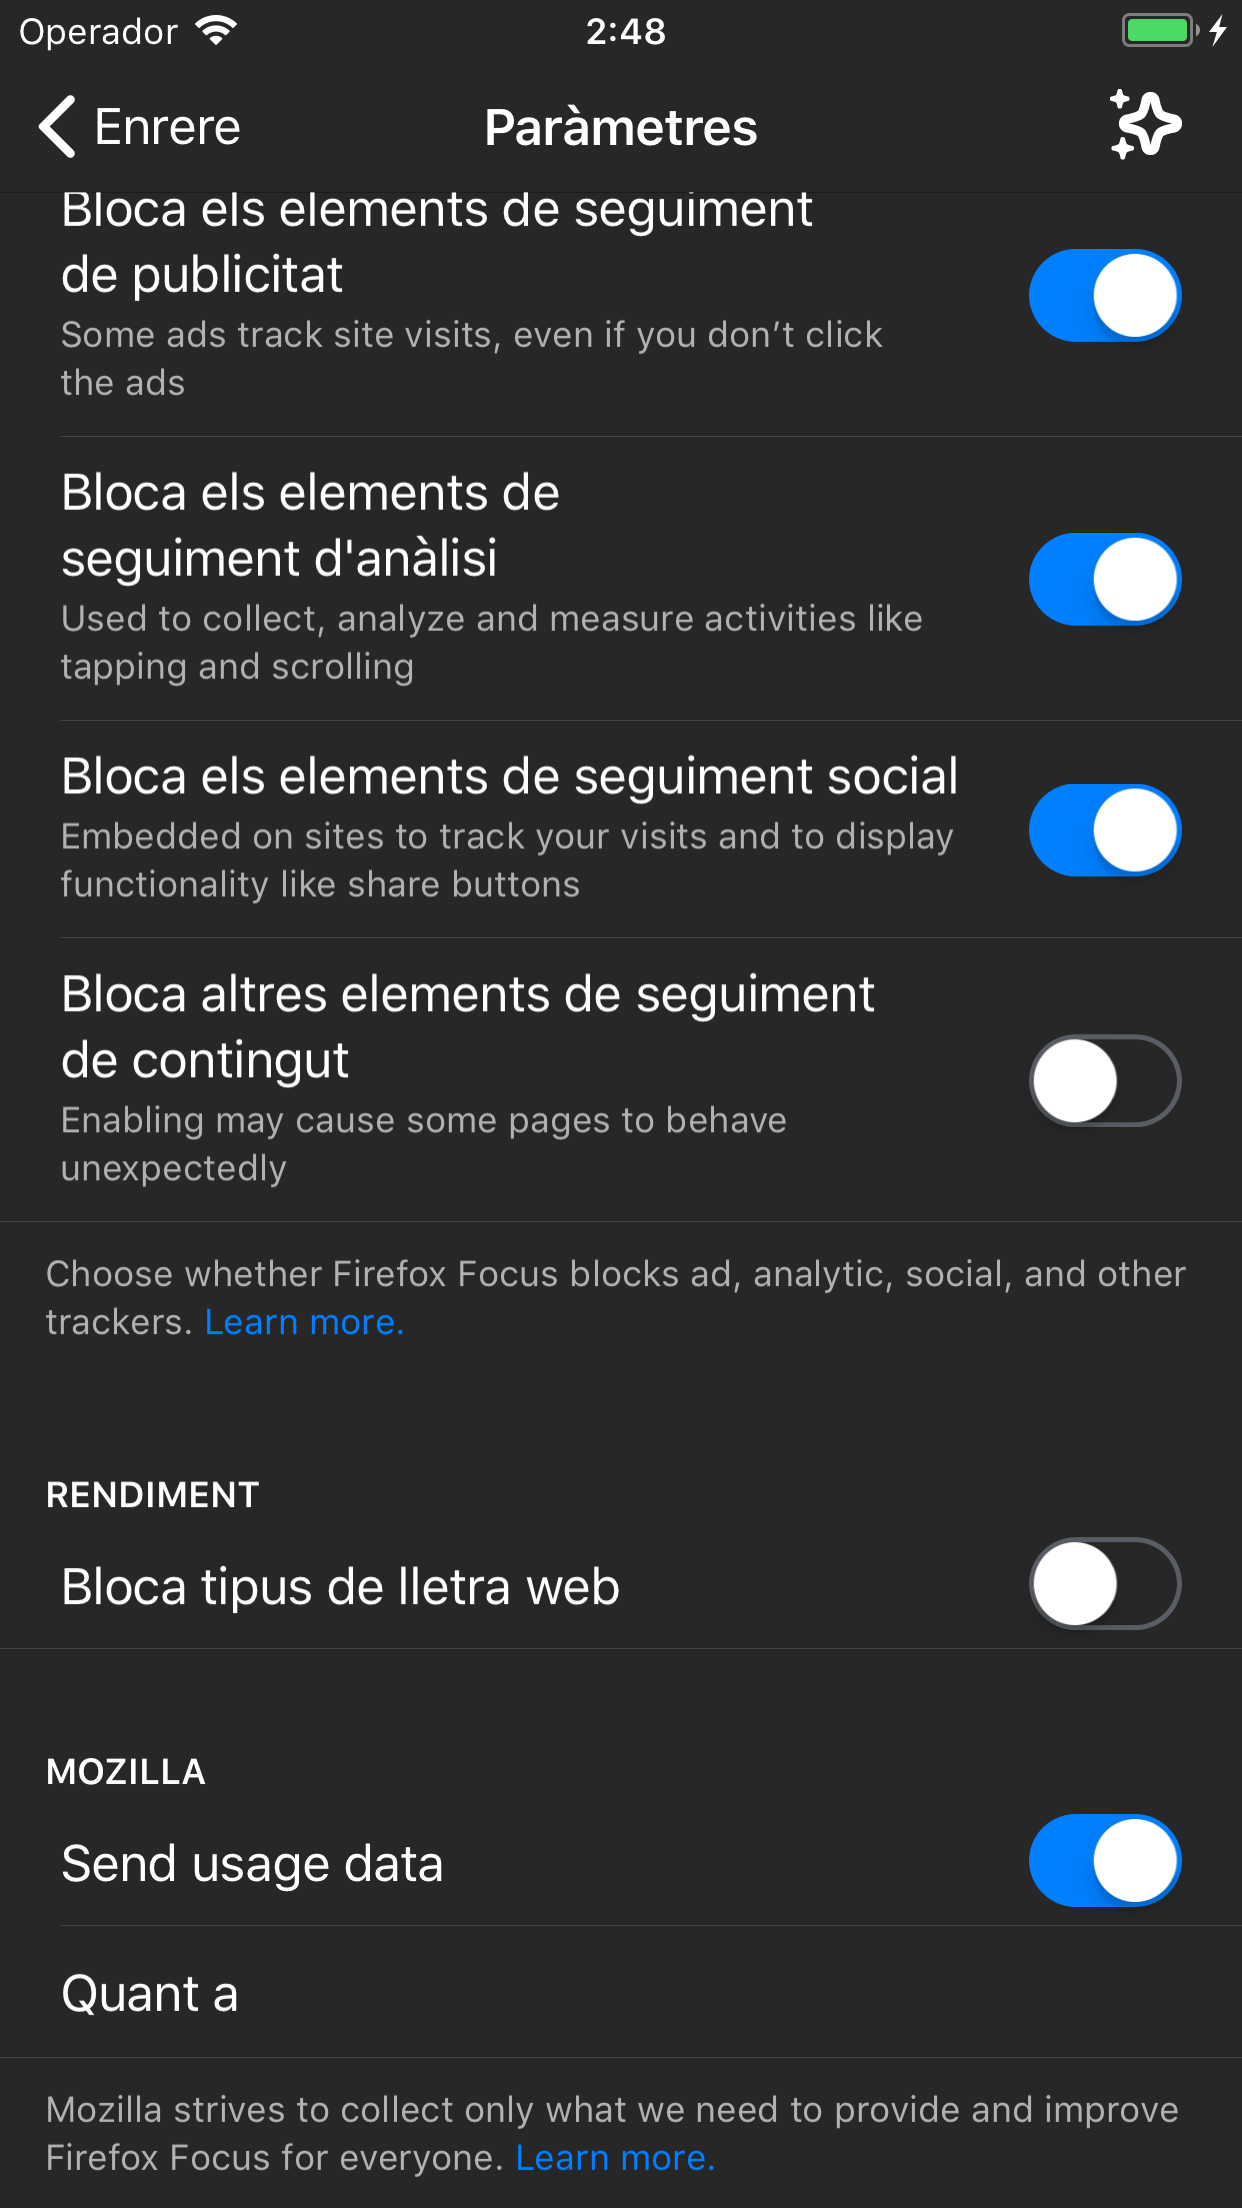 Operador
2:48
Enrere
Paràmetres
Bloca els elements de seguiment
de publicitat
Some ads track site visits, even if you don’t click
the ads
Bloca els elements de
seguiment d'anàlisi
Used to collect, analyze and measure activities like
tapping and scrolling
Bloca els elements de seguiment social
Embedded on sites to track your visits and to display
functionality like share buttons
Bloca altres elements de seguiment
de contingut
Enabling may cause some pages to behave
unexpectedly
Choose whether Firefox Focus blocks ad, analytic, social, and other
trackers. Learn more.
RENDIMENT
Bloca tipus de lletra web
MOZILLA
Send usage data
Quant a
Mozilla strives to collect only what we need to provide and improve
Firefox Focus for everyone. Learn more.